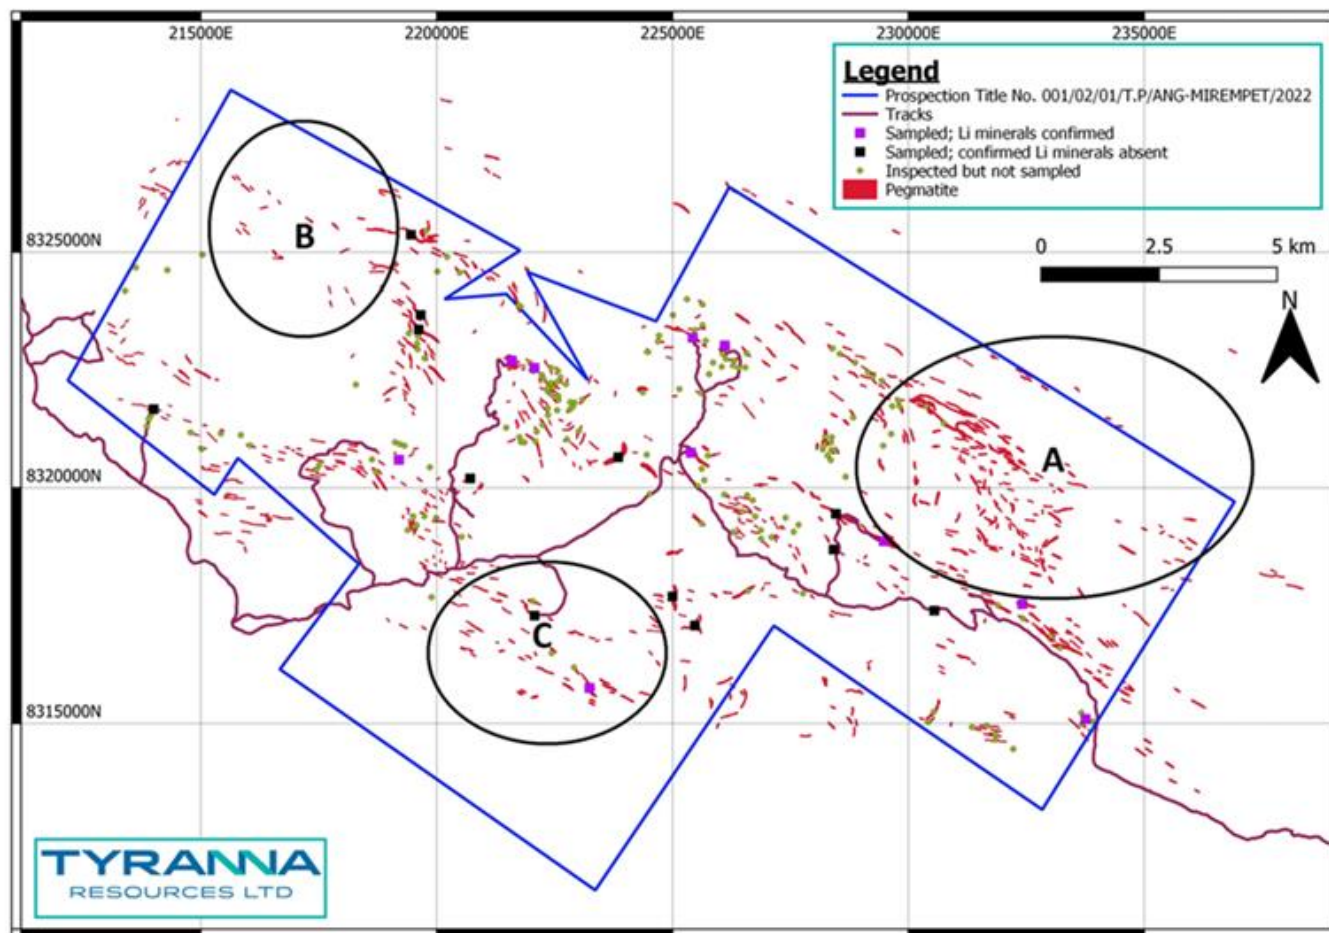 215000E 220000E 225000E 230000E 235000E
Legend
Prospection Title No. 001/02/01/T.P/ANG-MIREMPET/2022
Tracks
Sampled; Li minerals confirmed
Sampled; confirmed Li minerals absent
Inspected but not sampled
Pegmatite
B
8325000N
0 2.5 5 km
N
A
8320000N
C
8315000N
TYRANNA
RESOURCES LTD